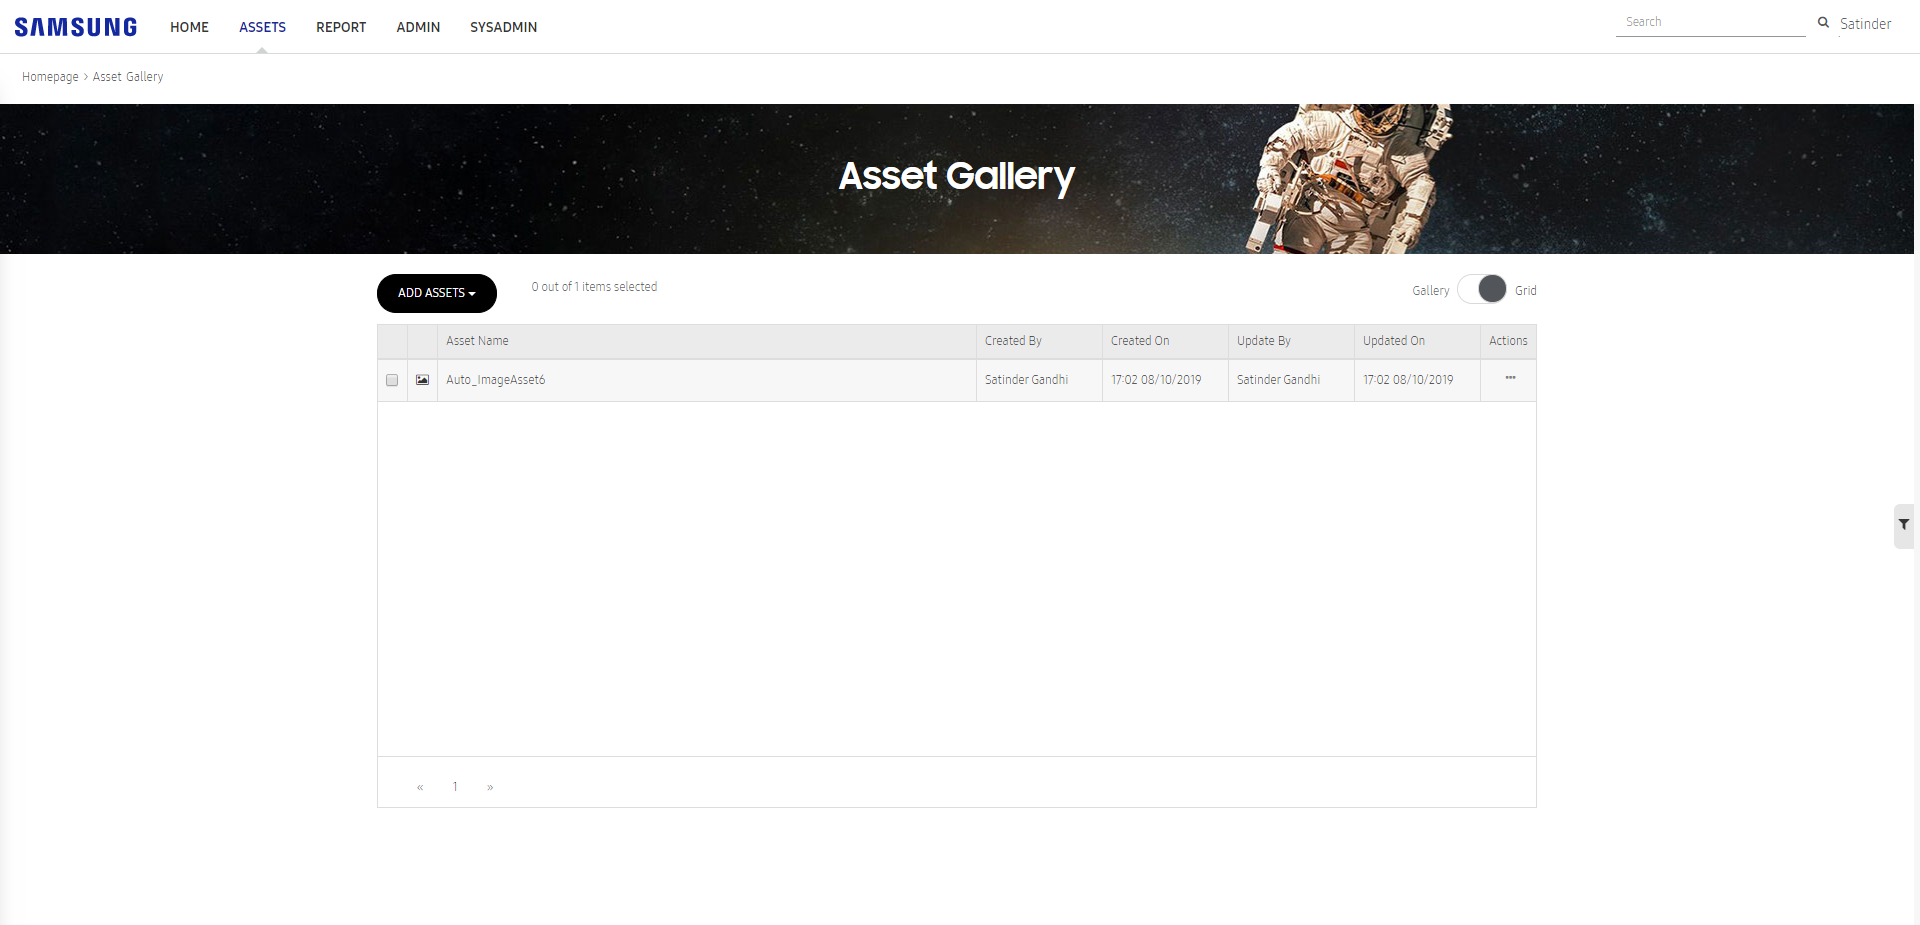 SAMSUNG HOME ASSETS REPORT ADMIN SYSADMIN Search Satinder
Homepage > Asset Gallery
Asset Gallery
ADD ASSETS 0 out of 1 items selected Gallery Grid
Asset Name Created By Created On Update By Updated On Actions
Auto_ImageAsset6 Satinder Gandhi 17:02 08/10/2019 Satinder Gandhi 17:02 08/10/2019 ...
« 1 »